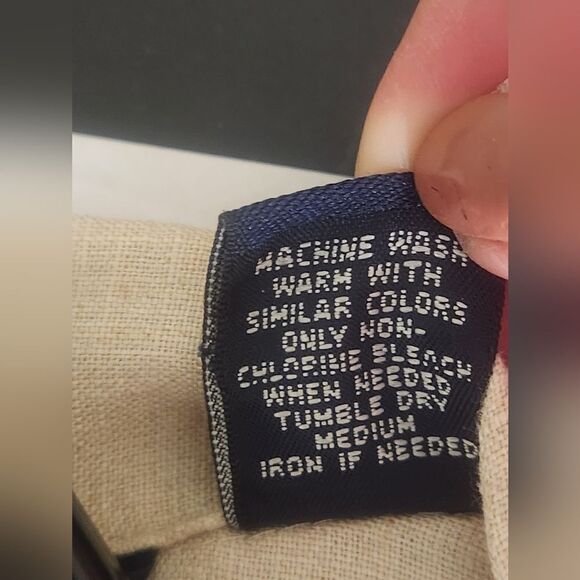 MACHINE WASH
WARM WITH
SIMILAR COLORS
ONLY NON-
CHLORINE BLEACH
WHEN NEEDED
TUMBLE DRY
MEDIUM
IRON IF NEEDED